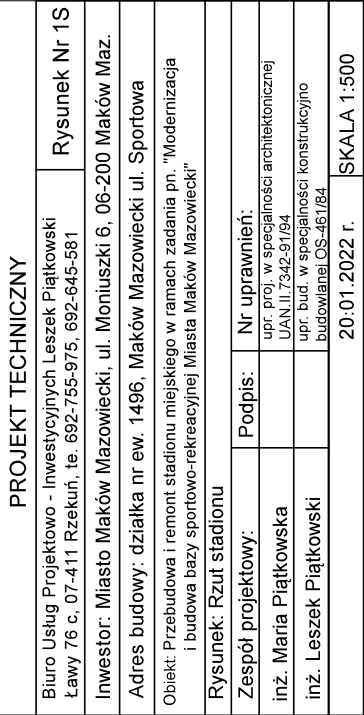 PROJEKT TECHNICZNY
Biuro Usług Projektowo - Inwestycyjnych Leszek Piątkowski
Ławy 76 c, 07-411 Rzekuń, te. 692-755-975, 692-645-581
Rysunek Nr 1S
Inwestor: Miasto Maków Mazowiecki, ul. Moniuszki 6, 06-200 Maków Maz.
Adres budowy: działka nr ew. 1496, Maków Mazowiecki ul. Sportowa
Obiekt: Przebudowa i remont stadionu miejskiego w ramach zadania pn. "Modernizacja
i budowa bazy sportowo-rekreacyjnej Miasta Maków Mazowiecki"
Rysunek: Rzut stadionu
Zespół projektowy: Podpis: Nr uprawnień:
inż. Maria Piątkowska
upr. proj. w specjalności architektonicznej
UAN.II.7342-91/94
inż. Leszek Piątkowski
upr. bud. w specjalności konstrukcyjno
budowlanej OS-461/84
20.01.2022 r. SKALA 1:500